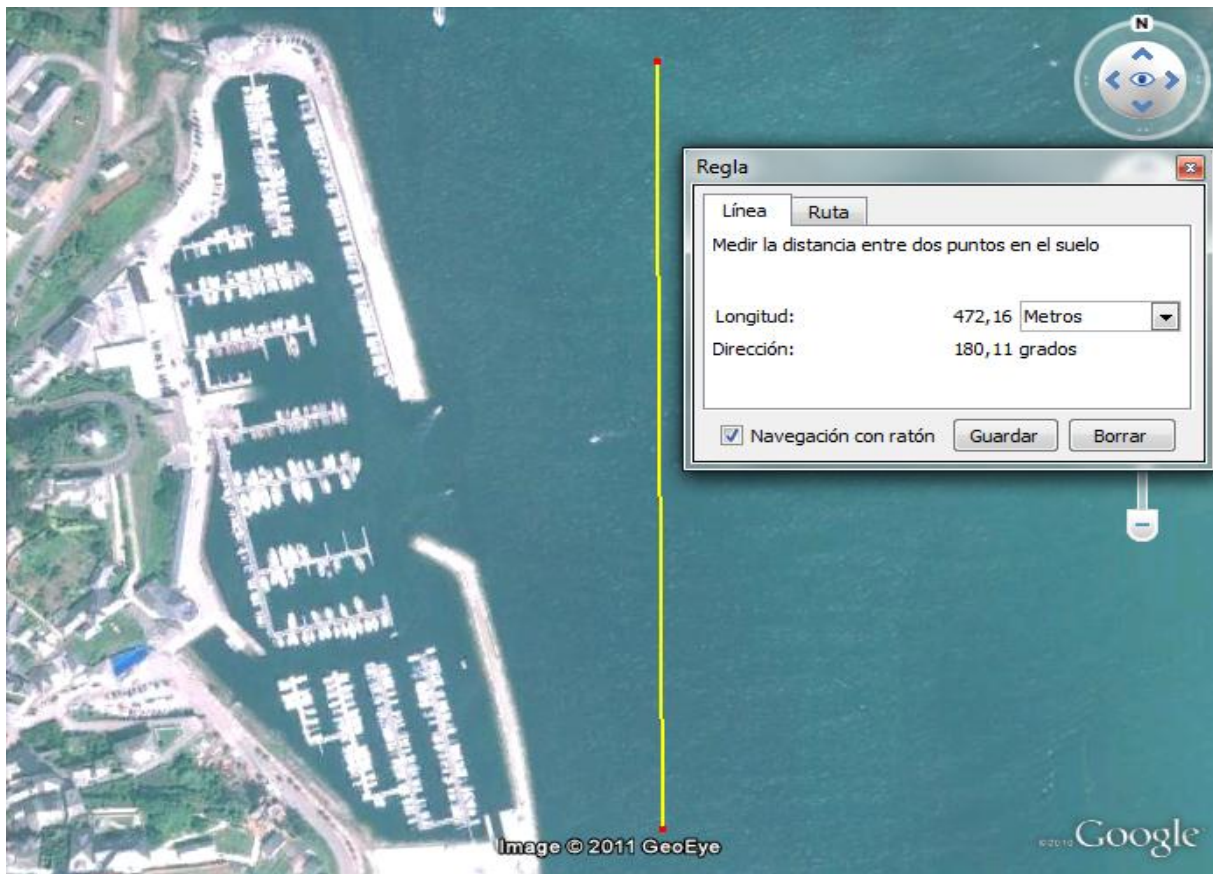 N
Regla
Línea Ruta
Medir la distancia entre dos puntos en el suelo
Longitud: 472,16 Metros
Dirección: 180,11 grados
Navegación con ratón Guardar Borrar
Image © 2011 GeoEye
©2010 Google